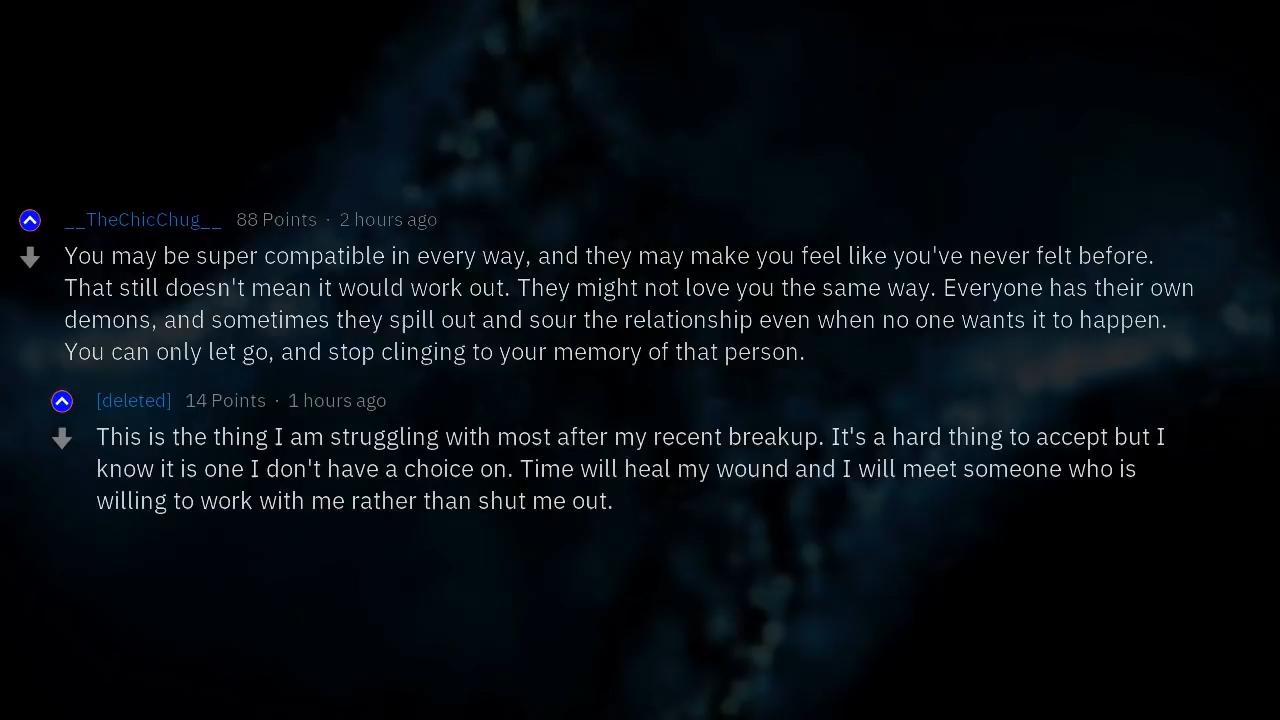 __TheChicChug__ 88 Points · 2 hours ago
You may be super compatible in every way, and they may make you feel like you've never felt before.
That still doesn't mean it would work out. They might not love you the same way. Everyone has their own
demons, and sometimes they spill out and sour the relationship even when no one wants it to happen.
You can only let go, and stop clinging to your memory of that person.
[deleted] 14 Points · 1 hours ago
This is the thing I am struggling with most after my recent breakup. It's a hard thing to accept but I
know it is one I don't have a choice on. Time will heal my wound and I will meet someone who is
willing to work with me rather than shut me out.